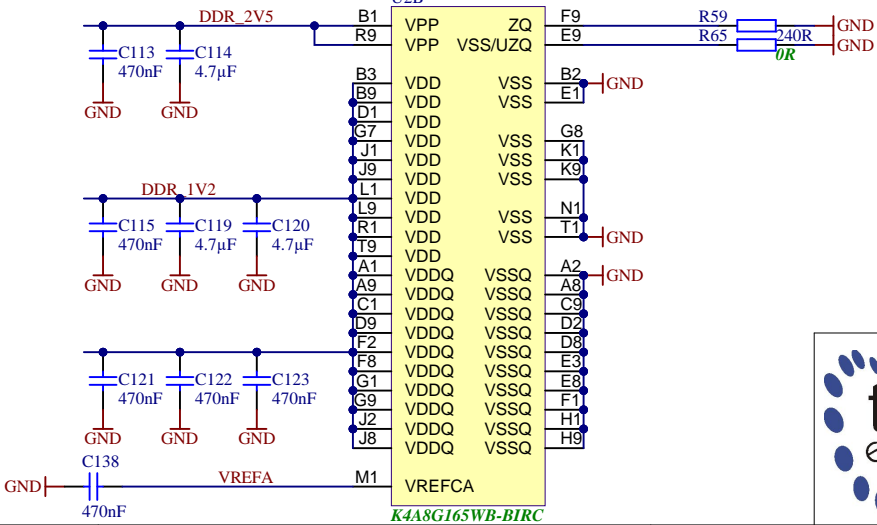 U2B
DDR_2V5 B1 VPP ZQ F9 R59 GND
R9 VPP VSS/UZQ E9 R65 240R GND
0R
C113 C114
470nF 4.7µF
GND GND
B3 VDD VSS B2 GND
B9 VDD VSS E1
D1 VDD
G7 VDD VSS G8
J1 VDD VSS K1
J9 VDD VSS K9
DDR_1V2 L1 VDD
L9 VDD VSS N1
R1 VDD VSS T1 GND
T9 VDD
C115 C119 C120
470nF 4.7µF 4.7µF
GND GND GND
A1 VDDQ VSSQ A2 GND
A9 VDDQ VSSQ A8
C1 VDDQ VSSQ C9
D9 VDDQ VSSQ D2
F2 VDDQ VSSQ D8
F8 VDDQ VSSQ E3
G1 VDDQ VSSQ E8
G9 VDDQ VSSQ F1
J2 VDDQ VSSQ H1
J8 VDDQ VSSQ H9
C121 C122 C123
470nF 470nF 470nF
GND GND GND
C138
GND VREFA M1 VREFCA
470nF
K4A8G165WB-BIRC